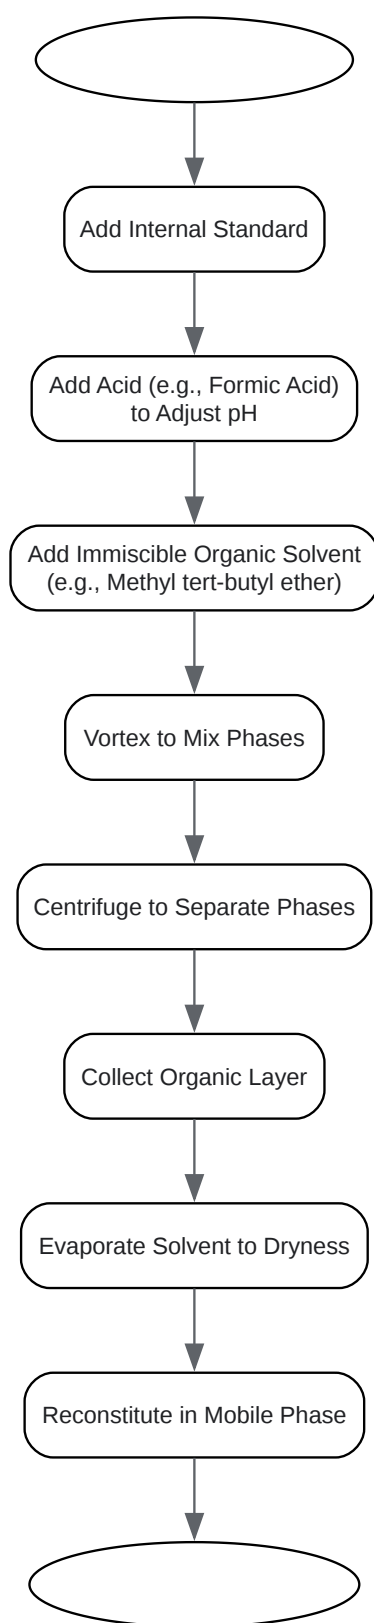 Add Internal Standard
Add Acid (e.g., Formic Acid)
to Adjust pH
Add Immiscible Organic Solvent
(e.g., Methyl tert-butyl ether)
Vortex to Mix Phases
Centrifuge to Separate Phases
Collect Organic Layer
Evaporate Solvent to Dryness
Reconstitute in Mobile Phase